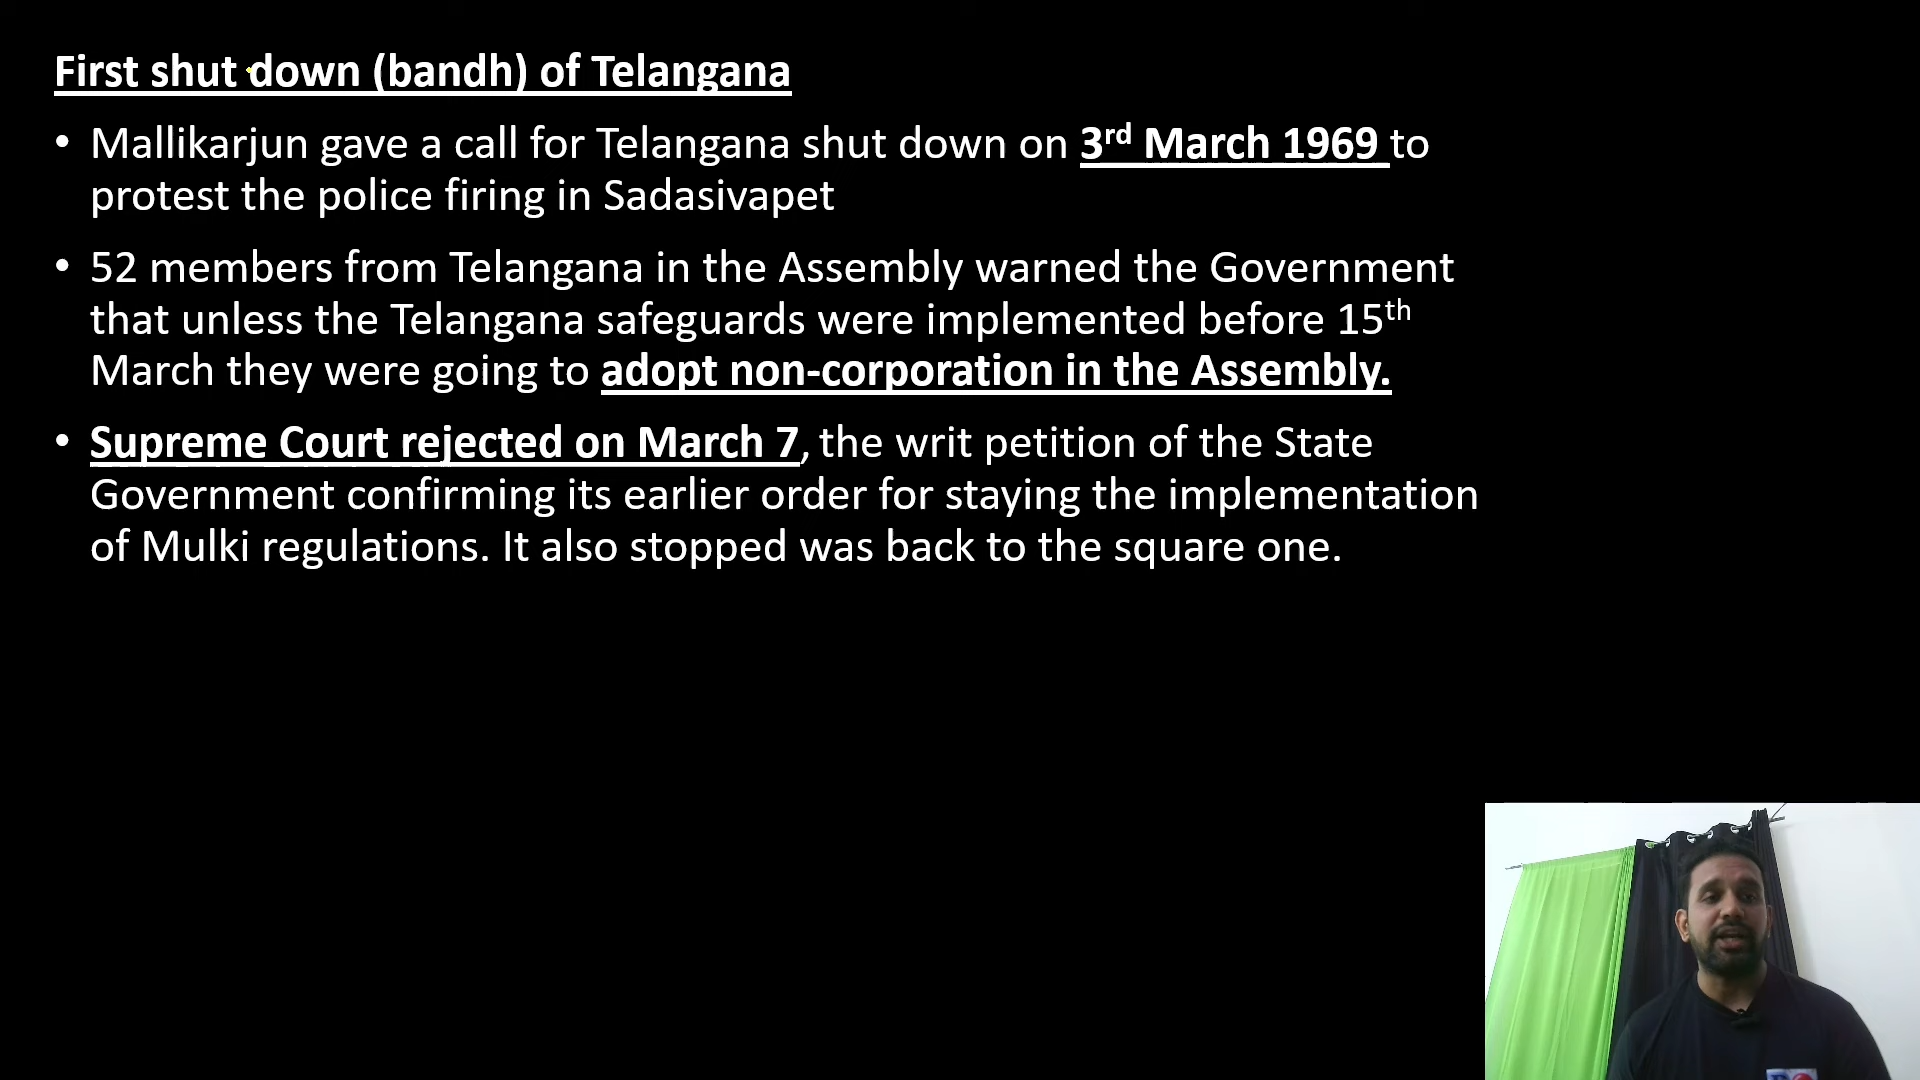 First shut down (bandh) of Telangana
• Mallikarjun gave a call for Telangana shut down on 3rd March 1969 to
protest the police firing in Sadasivapet
• 52 members from Telangana in the Assembly warned the Government
that unless the Telangana safeguards were implemented before 15th
March they were going to adopt non-corporation in the Assembly.
• Supreme Court rejected on March 7, the writ petition of the State
Government confirming its earlier order for staying the implementation
of Mulki regulations. It also stopped was back to the square one.